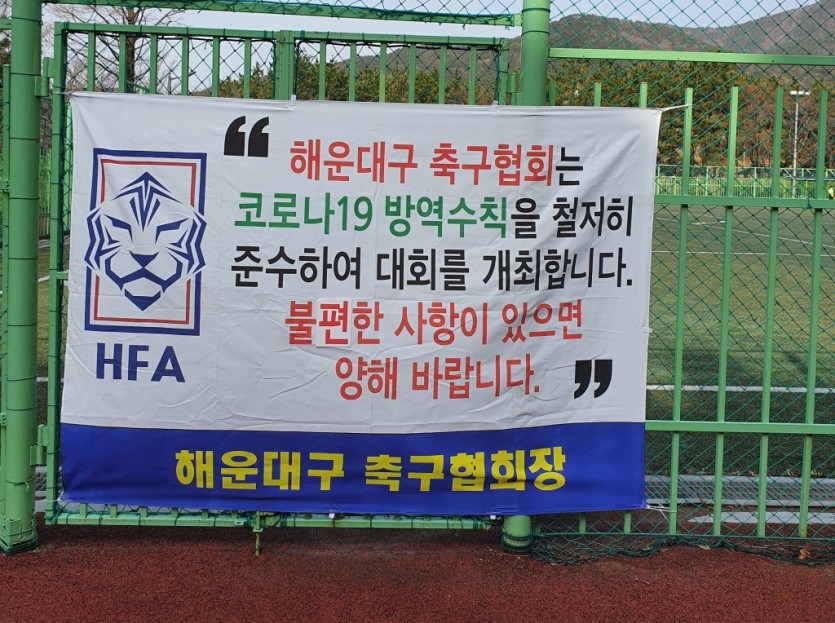 ❝ 해운대구 축구협회는
코로나19 방역수칙을 철저히
준수하여 대회를 개최합니다.
불편한 사항이 있으면
양해 바랍니다. ❞
HFA
해운대구 축구협회장